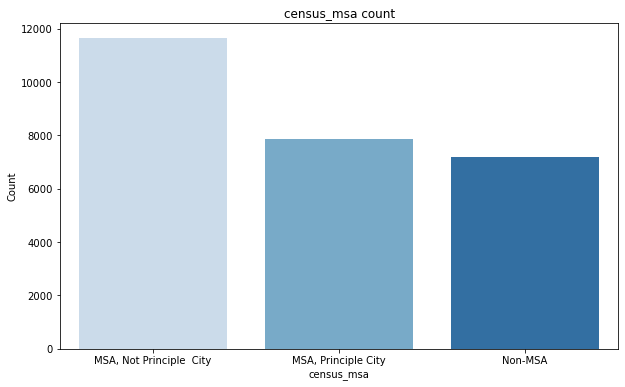 census_msa count
12000
10000
8000
6000
4000
2000
0
Count
MSA, Not Principle  City
MSA, Principle City
Non-MSA
census_msa